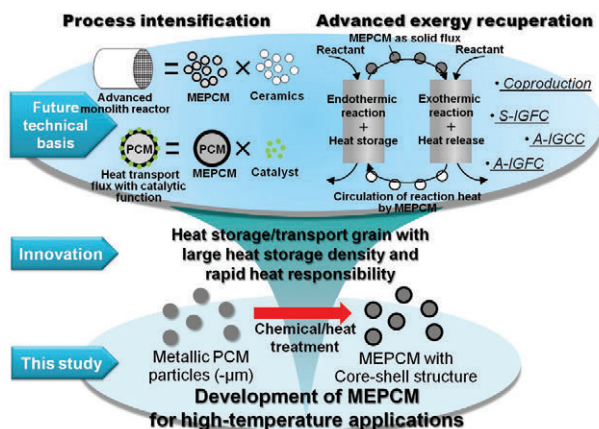 Process intensification
Advanced exergy recuperation
MEPCM as solid flux
Reactant
Reactant
Advanced
monolith reactor
=
MEPCM
×
Ceramics
Endothermic
reaction
+
Heat storage
Exothermic
reaction
+
Heat release
• Coproduction
• S-IGFC
• A-IGCC
• A-IGFC
Future
technical
basis
PCM
=
PCM
×
Heat transport
flux with catalytic
function
MEPCM
Catalyst
Circulation of reaction heat
by MEPCM
Innovation
Heat storage/transport grain with
large heat storage density and
rapid heat responsibility
This study
Chemical/heat
treatment
Metallic PCM
particles (-μm)
MEPCM with
Core-shell structure
Development of MEPCM
for high-temperature applications